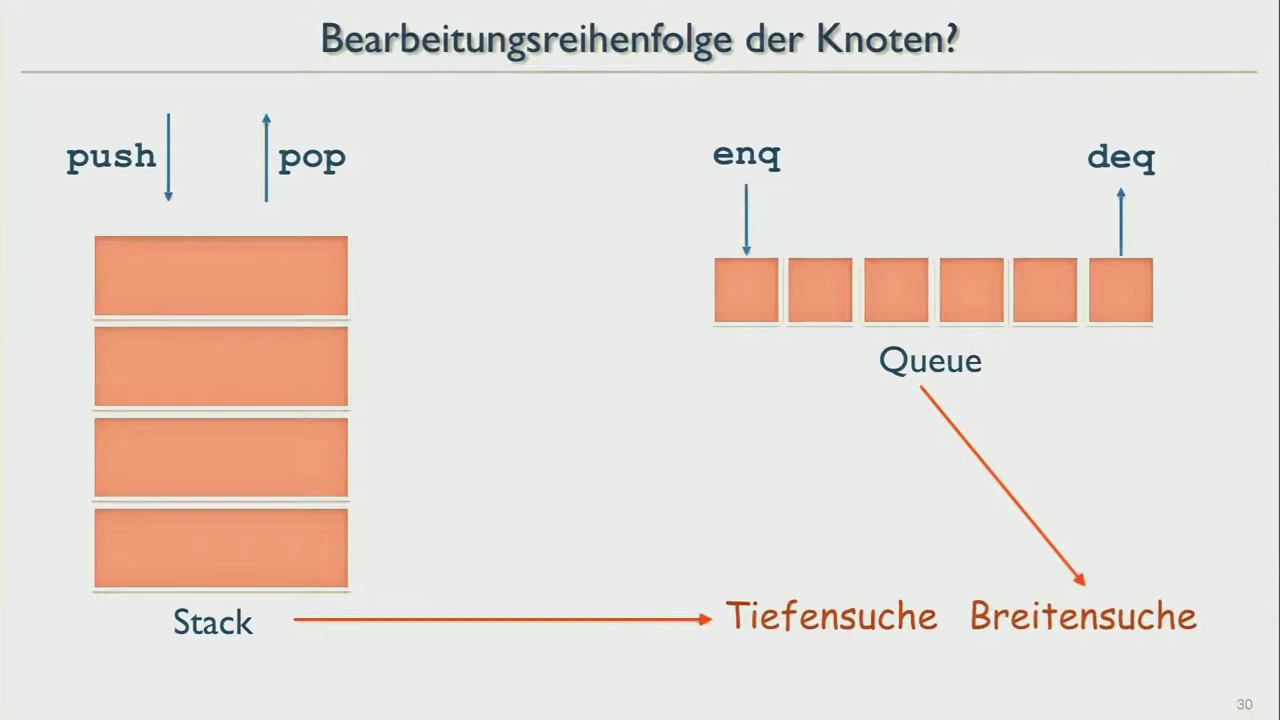 Bearbeitungsreihenfolge der Knoten?
push
pop
enq
deq
Queue
Stack
Tiefensuche
Breitensuche
30